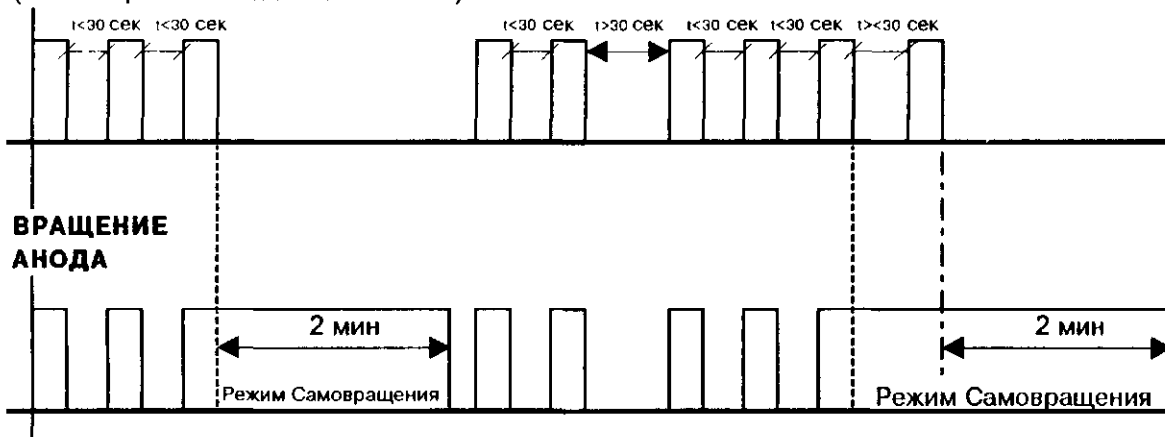 t<30 сек t<30 сек t<30 сек t>30 сек t<30 сек t<30 сек t><30 сек
ВРАЩЕНИЕ
АНОДА
2 мин 2 мин
Режим Самовращения Режим Самовращения